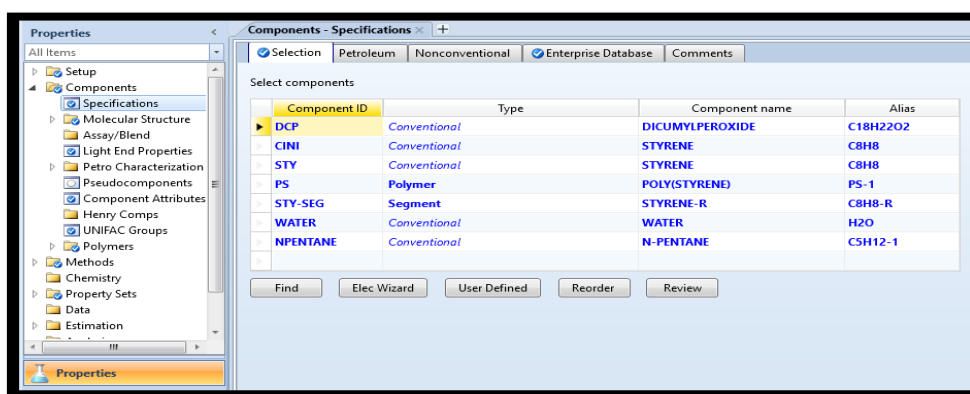 Properties <
All Items
Setup
Components
Specifications
Molecular Structure
Assay/Blend
Light End Properties
Petro Characterization
Pseudocomponents
Component Attributes
Henry Comps
UNIFAC Groups
Polymers
Methods
Chemistry
Property Sets
Data
Estimation
Properties
Components - Specifications × +
Selection Petroleum Nonconventional Enterprise Database Comments
Select components
Component ID Type Component name Alias
DCP Conventional DICUMYLPEROXIDE C18H22O2
CINI Conventional STYRENE C8H8
STY Conventional STYRENE C8H8
PS Polymer POLY(STYRENE) PS-1
STY-SEG Segment STYRENE-R C8H8-R
WATER Conventional WATER H2O
NPENTANE Conventional N-PENTANE C5H12-1
Find Elec Wizard User Defined Reorder Review